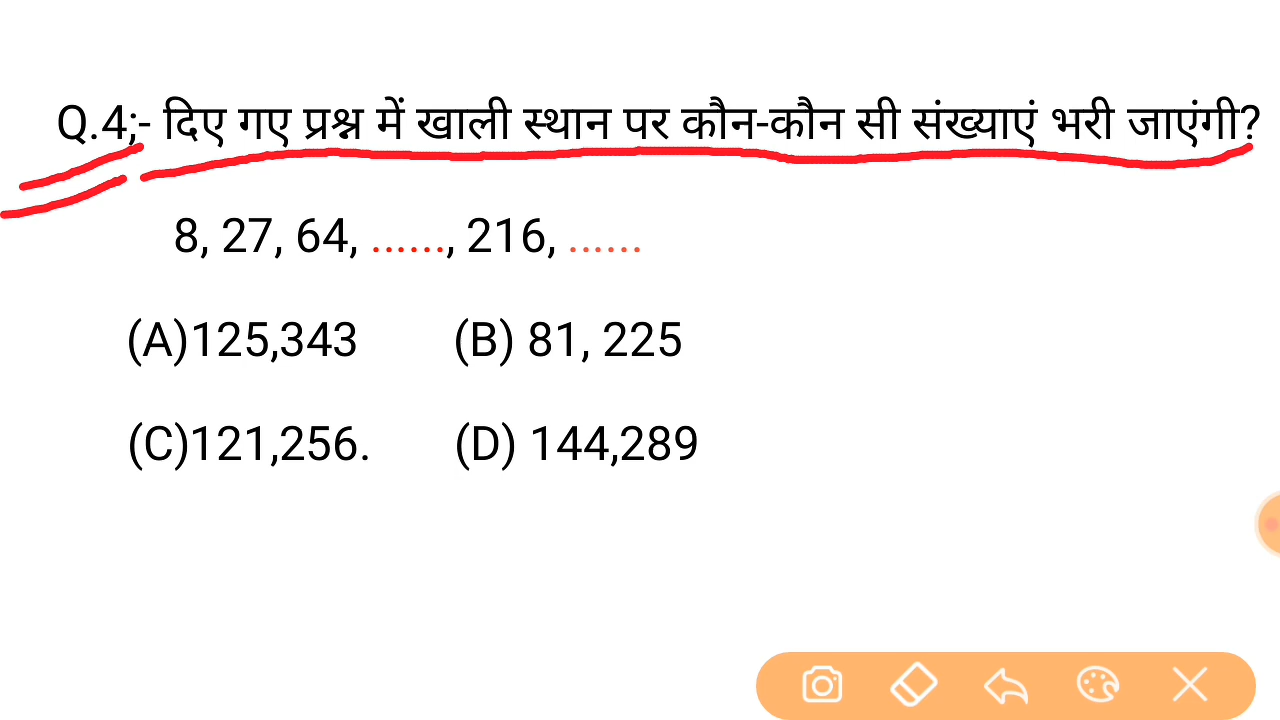 Q.4;- दिए गए प्रश्न में खाली स्थान पर कौन-कौन सी संख्याएं भरी जाएंगी?
8, 27, 64, ......, 216, ......
(A)125,343 (B) 81, 225
(C)121,256. (D) 144,289